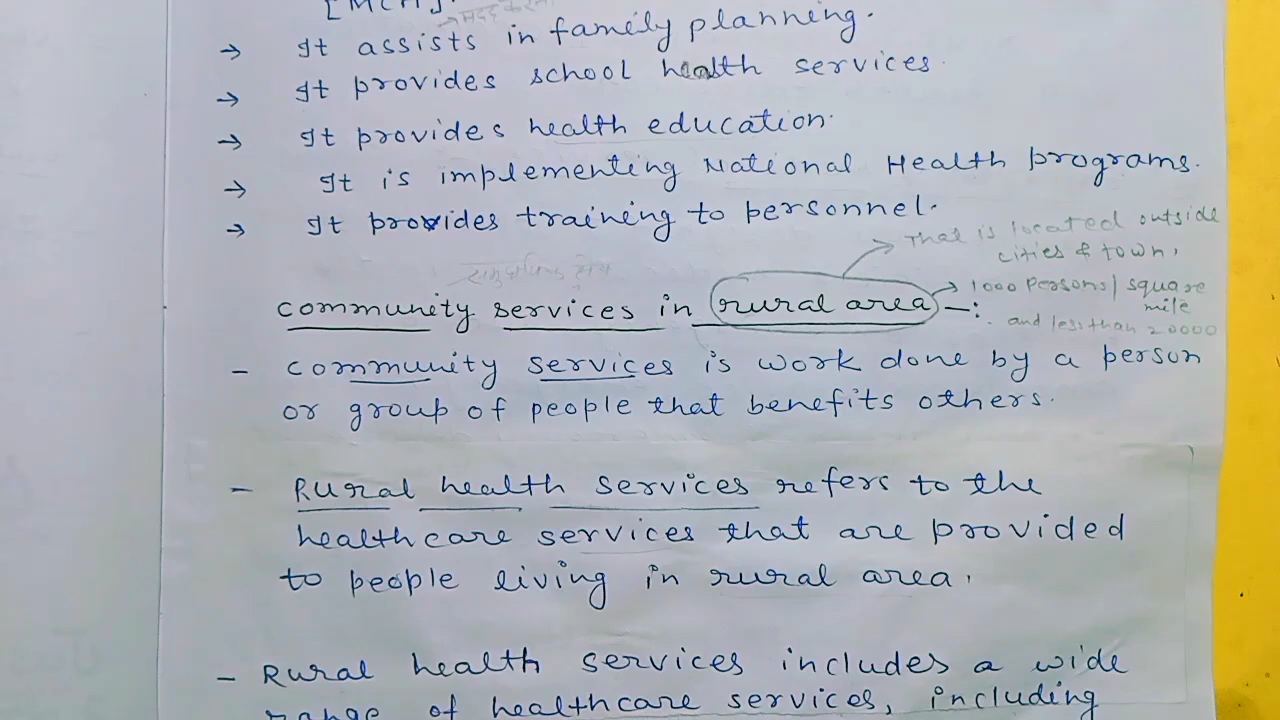 [MCH].
→ मदद करना
→ It assists in family planning.
→ It provides school health services.
→ It provides health education.
→ It is implementing National Health programs.
→ It provides training to personnel.
→ That is located outside
cities & town,
community services in rural area -:
→ 1000 persons / square
mile
and less than 20000
- community services is work done by a person
or group of people that benefits others.
- Rural health services refers to the
healthcare services that are provided
to people living in rural area.
- Rural health services includes a wide
range of healthcare services, including